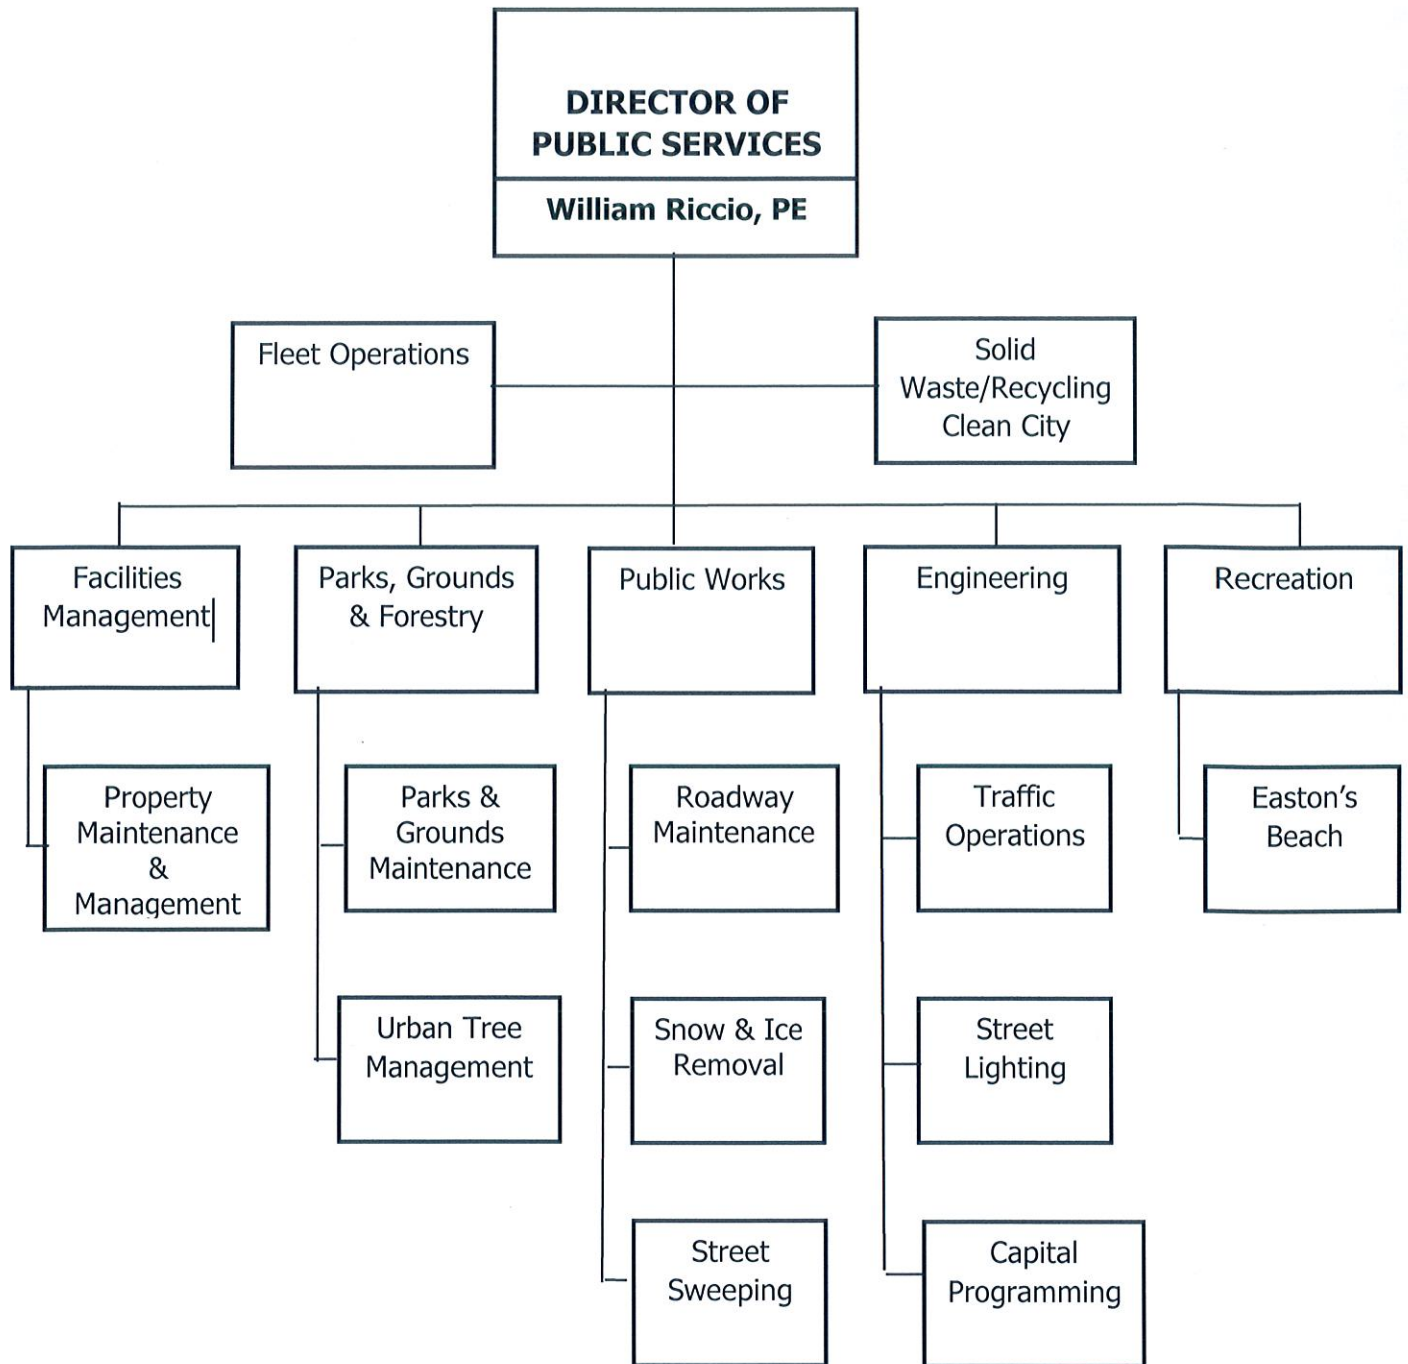 DIRECTOR OF
PUBLIC SERVICES
William Riccio, PE
Fleet Operations
Solid
Waste/Recycling
Clean City
Facilities
Management
Parks, Grounds
& Forestry
Public Works
Engineering
Recreation
Property
Maintenance
&
Management
Parks &
Grounds
Maintenance
Roadway
Maintenance
Traffic
Operations
Easton's
Beach
Urban Tree
Management
Snow & Ice
Removal
Street
Lighting
Street
Sweeping
Capital
Programming